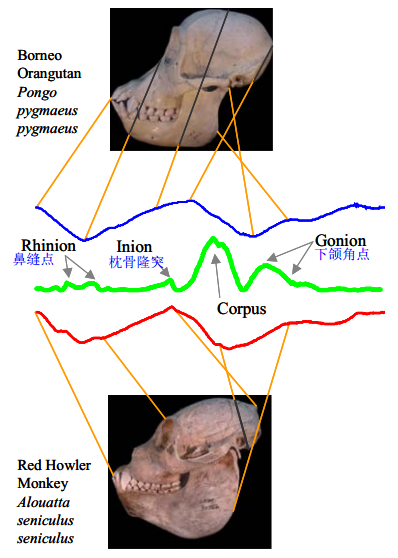 Borneo
Orangutan
Pongo
pygmaeus
pygmaeus
Rhinion
鼻缝点
Inion
枕骨隆突
Gonion
下颌角点
Corpus
Red Howler
Monkey
Alouatta
seniculus
seniculus